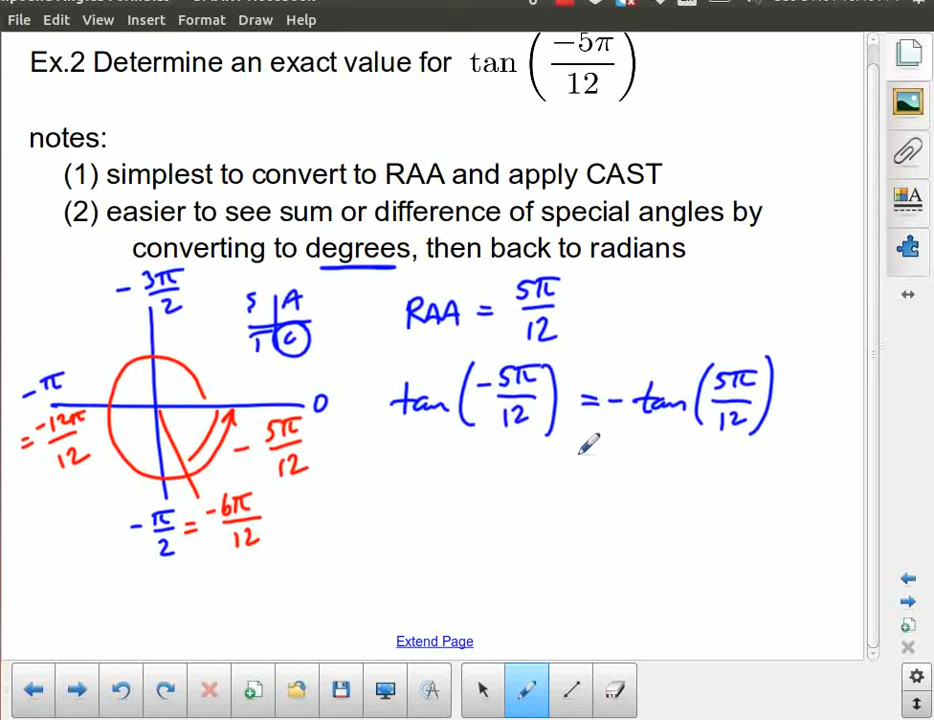 File Edit View Insert Format Draw Help
Ex.2 Determine an exact value for tan (−5π/12)
notes:
(1) simplest to convert to RAA and apply CAST
(2) easier to see sum or difference of special angles by
converting to degrees, then back to radians
−3π/2
S A
T C
RAA = 5π/12
−π
0
= −12π/12
−5π/12
tan (−5π/12) = −tan (5π/12)
−π/2 = −6π/12
Extend Page